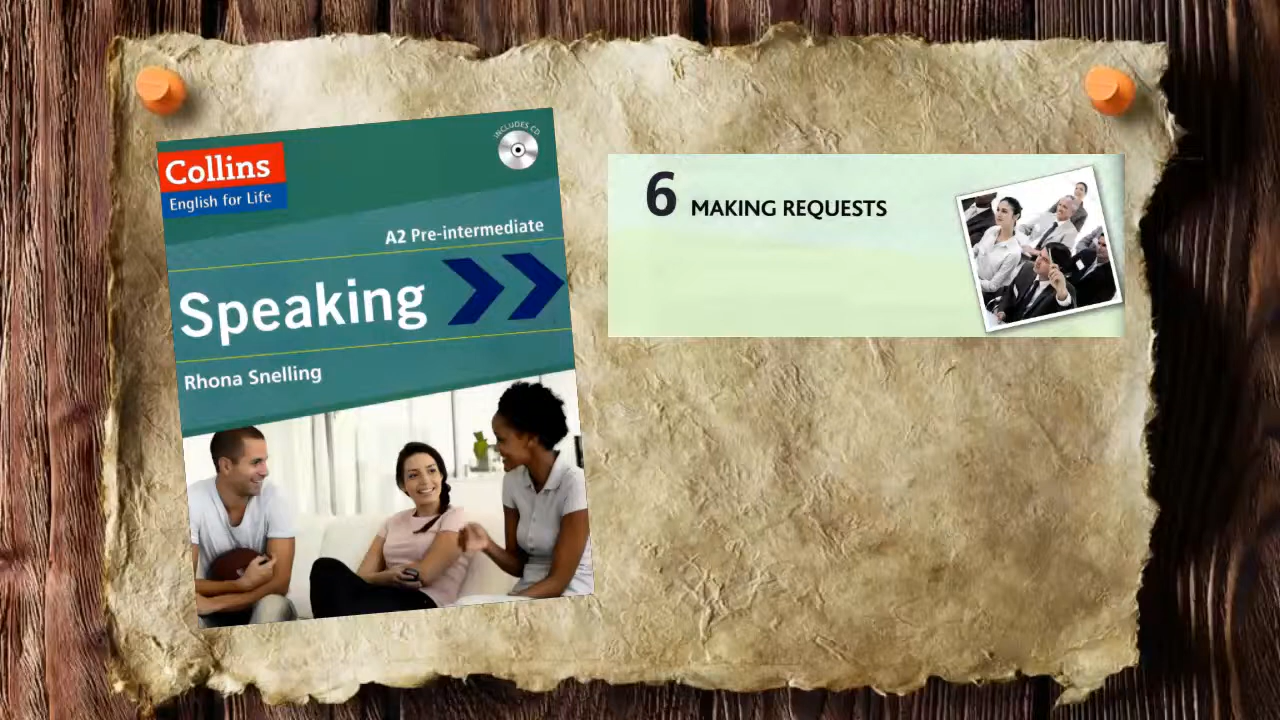 INCLUDES CD
Collins
English for Life
A2 Pre-intermediate
Speaking
Rhona Snelling
6 MAKING REQUESTS